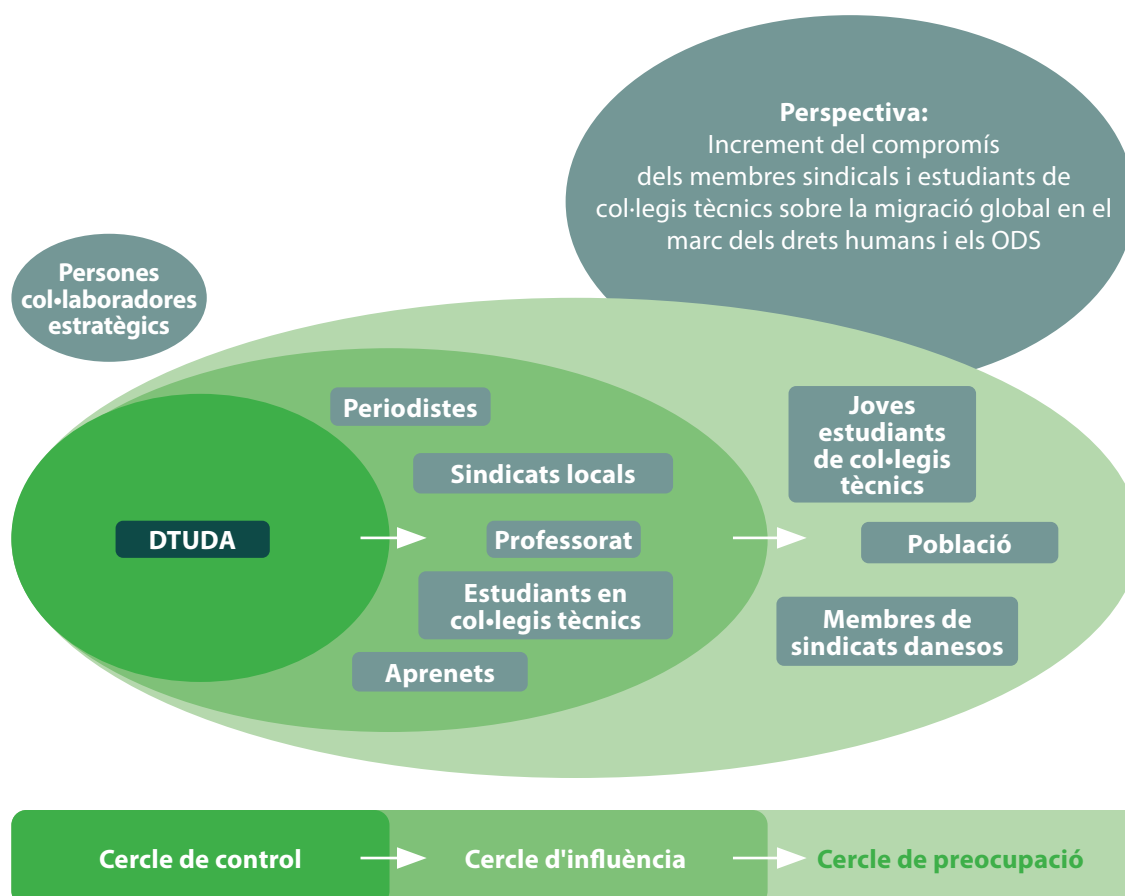 Perspectiva:
Increment del compromís
dels membres sindicals i estudiants de
col·legis tècnics sobre la migració global en el
marc dels drets humans i els ODS
Persones
col•laboradores
estratègics
Periodistes
Sindicats locals
DTUDA
Professorat
Estudiants en
col•legis tècnics
Aprenets
Joves
estudiants
de col•legis
tècnics
Població
Membres de
sindicats danesos
Cercle de control
Cercle d'influència
Cercle de preocupació